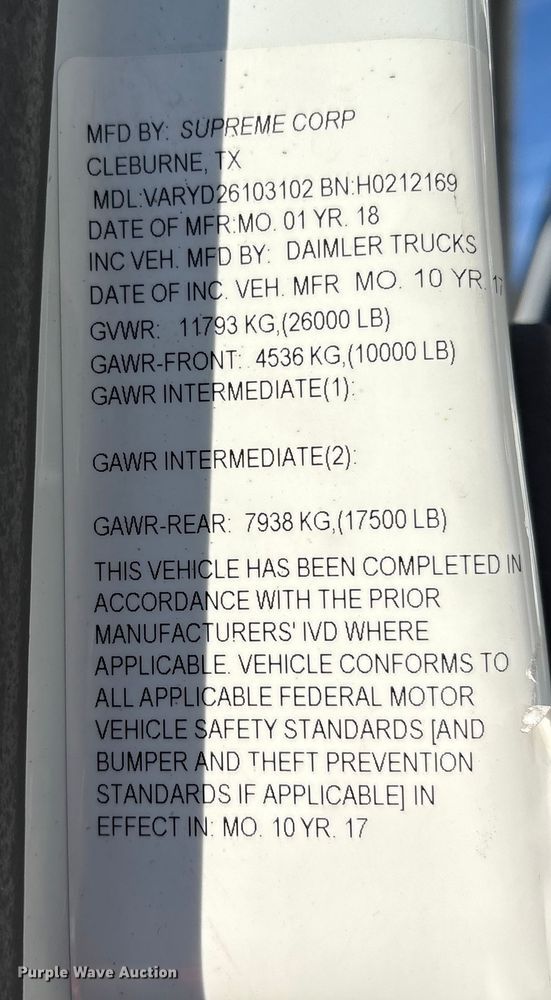 MFD BY: SUPREME CORP
CLEBURNE, TX
MDL:VARYD26103102 BN:H0212169
DATE OF MFR:MO. 01 YR. 18
INC VEH. MFD BY: DAIMLER TRUCKS
DATE OF INC. VEH. MFR MO. 10 YR. 17
GVWR: 11793 KG,(26000 LB)
GAWR-FRONT: 4536 KG,(10000 LB)
GAWR INTERMEDIATE(1):
GAWR INTERMEDIATE(2):
GAWR-REAR: 7938 KG,(17500 LB)
THIS VEHICLE HAS BEEN COMPLETED IN
ACCORDANCE WITH THE PRIOR
MANUFACTURERS' IVD WHERE
APPLICABLE. VEHICLE CONFORMS TO
ALL APPLICABLE FEDERAL MOTOR
VEHICLE SAFETY STANDARDS [AND
BUMPER AND THEFT PREVENTION
STANDARDS IF APPLICABLE] IN
EFFECT IN: MO. 10 YR. 17
Purple Wave Auction